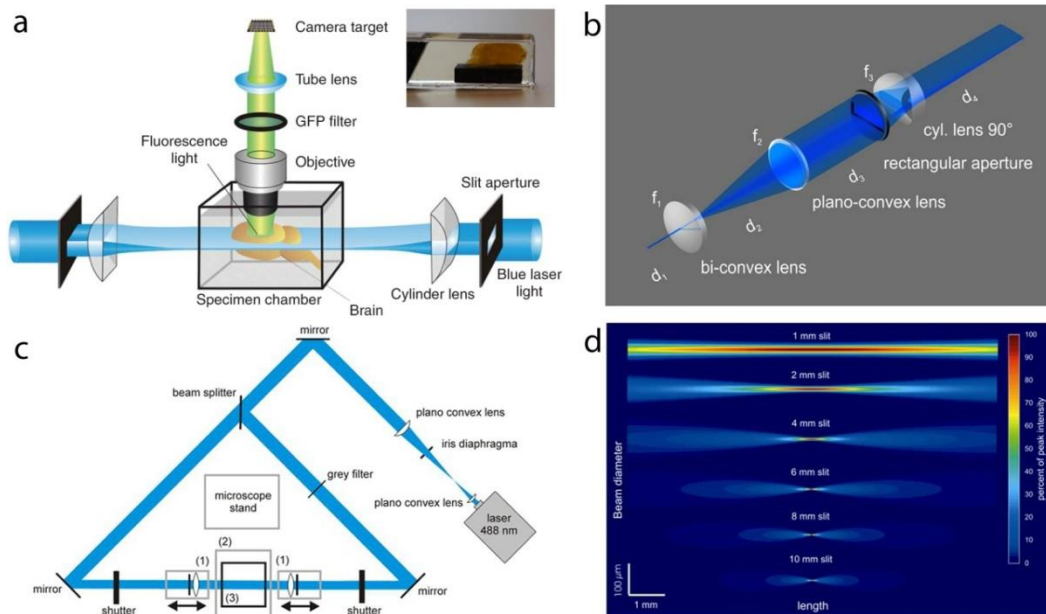 a
Camera target
Tube lens
GFP filter
Fluorescence
light
Objective
Slit aperture
Blue laser
light
Cylinder lens
Specimen chamber
Brain
b
f3
d4
cyl. lens 90°
f2
rectangular aperture
d3
plano-convex lens
f1
d2
bi-convex lens
d1
c
mirror
beam splitter
plano convex lens
iris diaphragma
grey filter
plano convex lens
laser
488 nm
microscope
stand
(2)
(1)
(1)
(3)
mirror
mirror
shutter
shutter
d
1 mm slit
2 mm slit
4 mm slit
6 mm slit
8 mm slit
10 mm slit
Beam diameter
100 µm
1 mm
length
100
90
80
70
60
50
40
30
20
10
0
percent of peak intensity